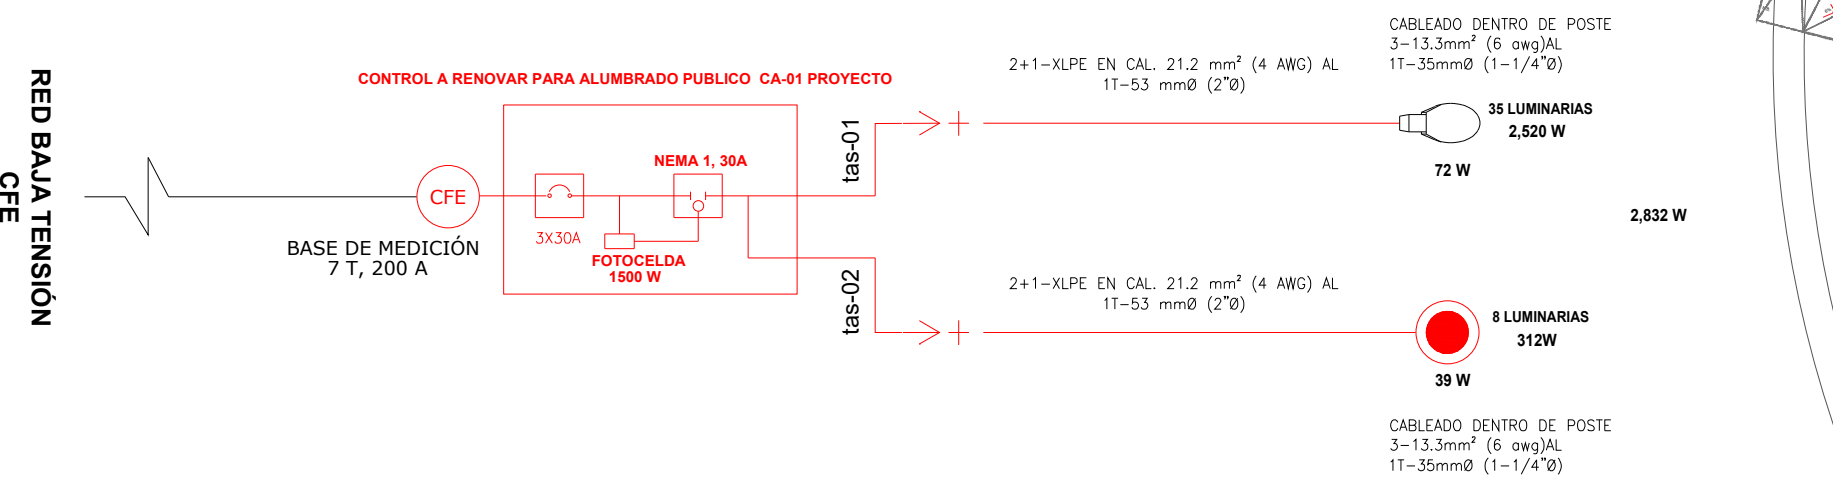 RED BAJA TENSIÓN
CFE
CFE
BASE DE MEDICIÓN
7 T, 200 A
CONTROL A RENOVAR PARA ALUMBRADO PUBLICO CA-01 PROYECTO
3X30A
NEMA 1, 30A
FOTOCELDA
1500 W
tas-01
2+1-XLPE EN CAL. 21.2 mm² (4 AWG) AL
1T-53 mmØ (2"Ø)
CABLEADO DENTRO DE POSTE
3-13.3mm² (6 awg)AL
1T-35mmØ (1-1/4"Ø)
35 LUMINARIAS
2,520 W
72 W
2,832 W
tas-02
2+1-XLPE EN CAL. 21.2 mm² (4 AWG) AL
1T-53 mmØ (2"Ø)
8 LUMINARIAS
312W
39 W
CABLEADO DENTRO DE POSTE
3-13.3mm² (6 awg)AL
1T-35mmØ (1-1/4"Ø)